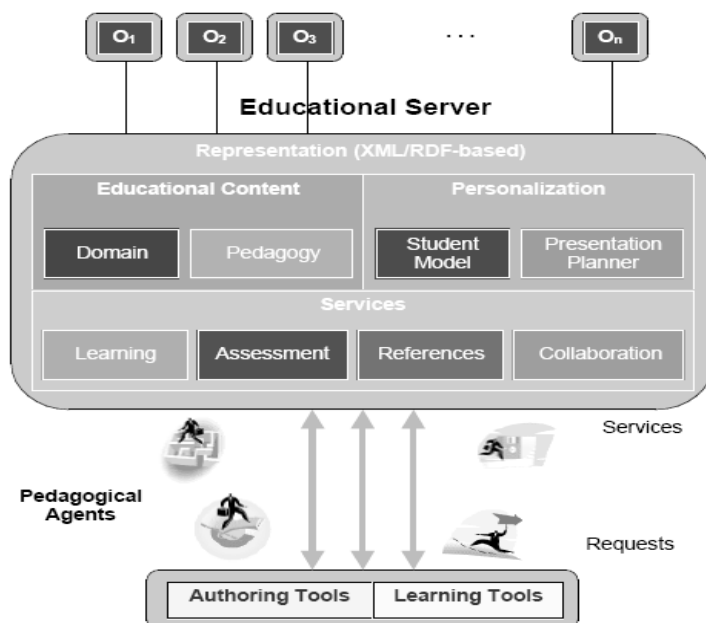 O1 O2 O3 ... On
Educational Server
Representation (XML/RDF-based)
Educational Content Personalization
Domain Pedagogy Student Model Presentation Planner
Services
Learning Assessment References Collaboration
Services
Pedagogical Agents
Requests
Authoring Tools Learning Tools